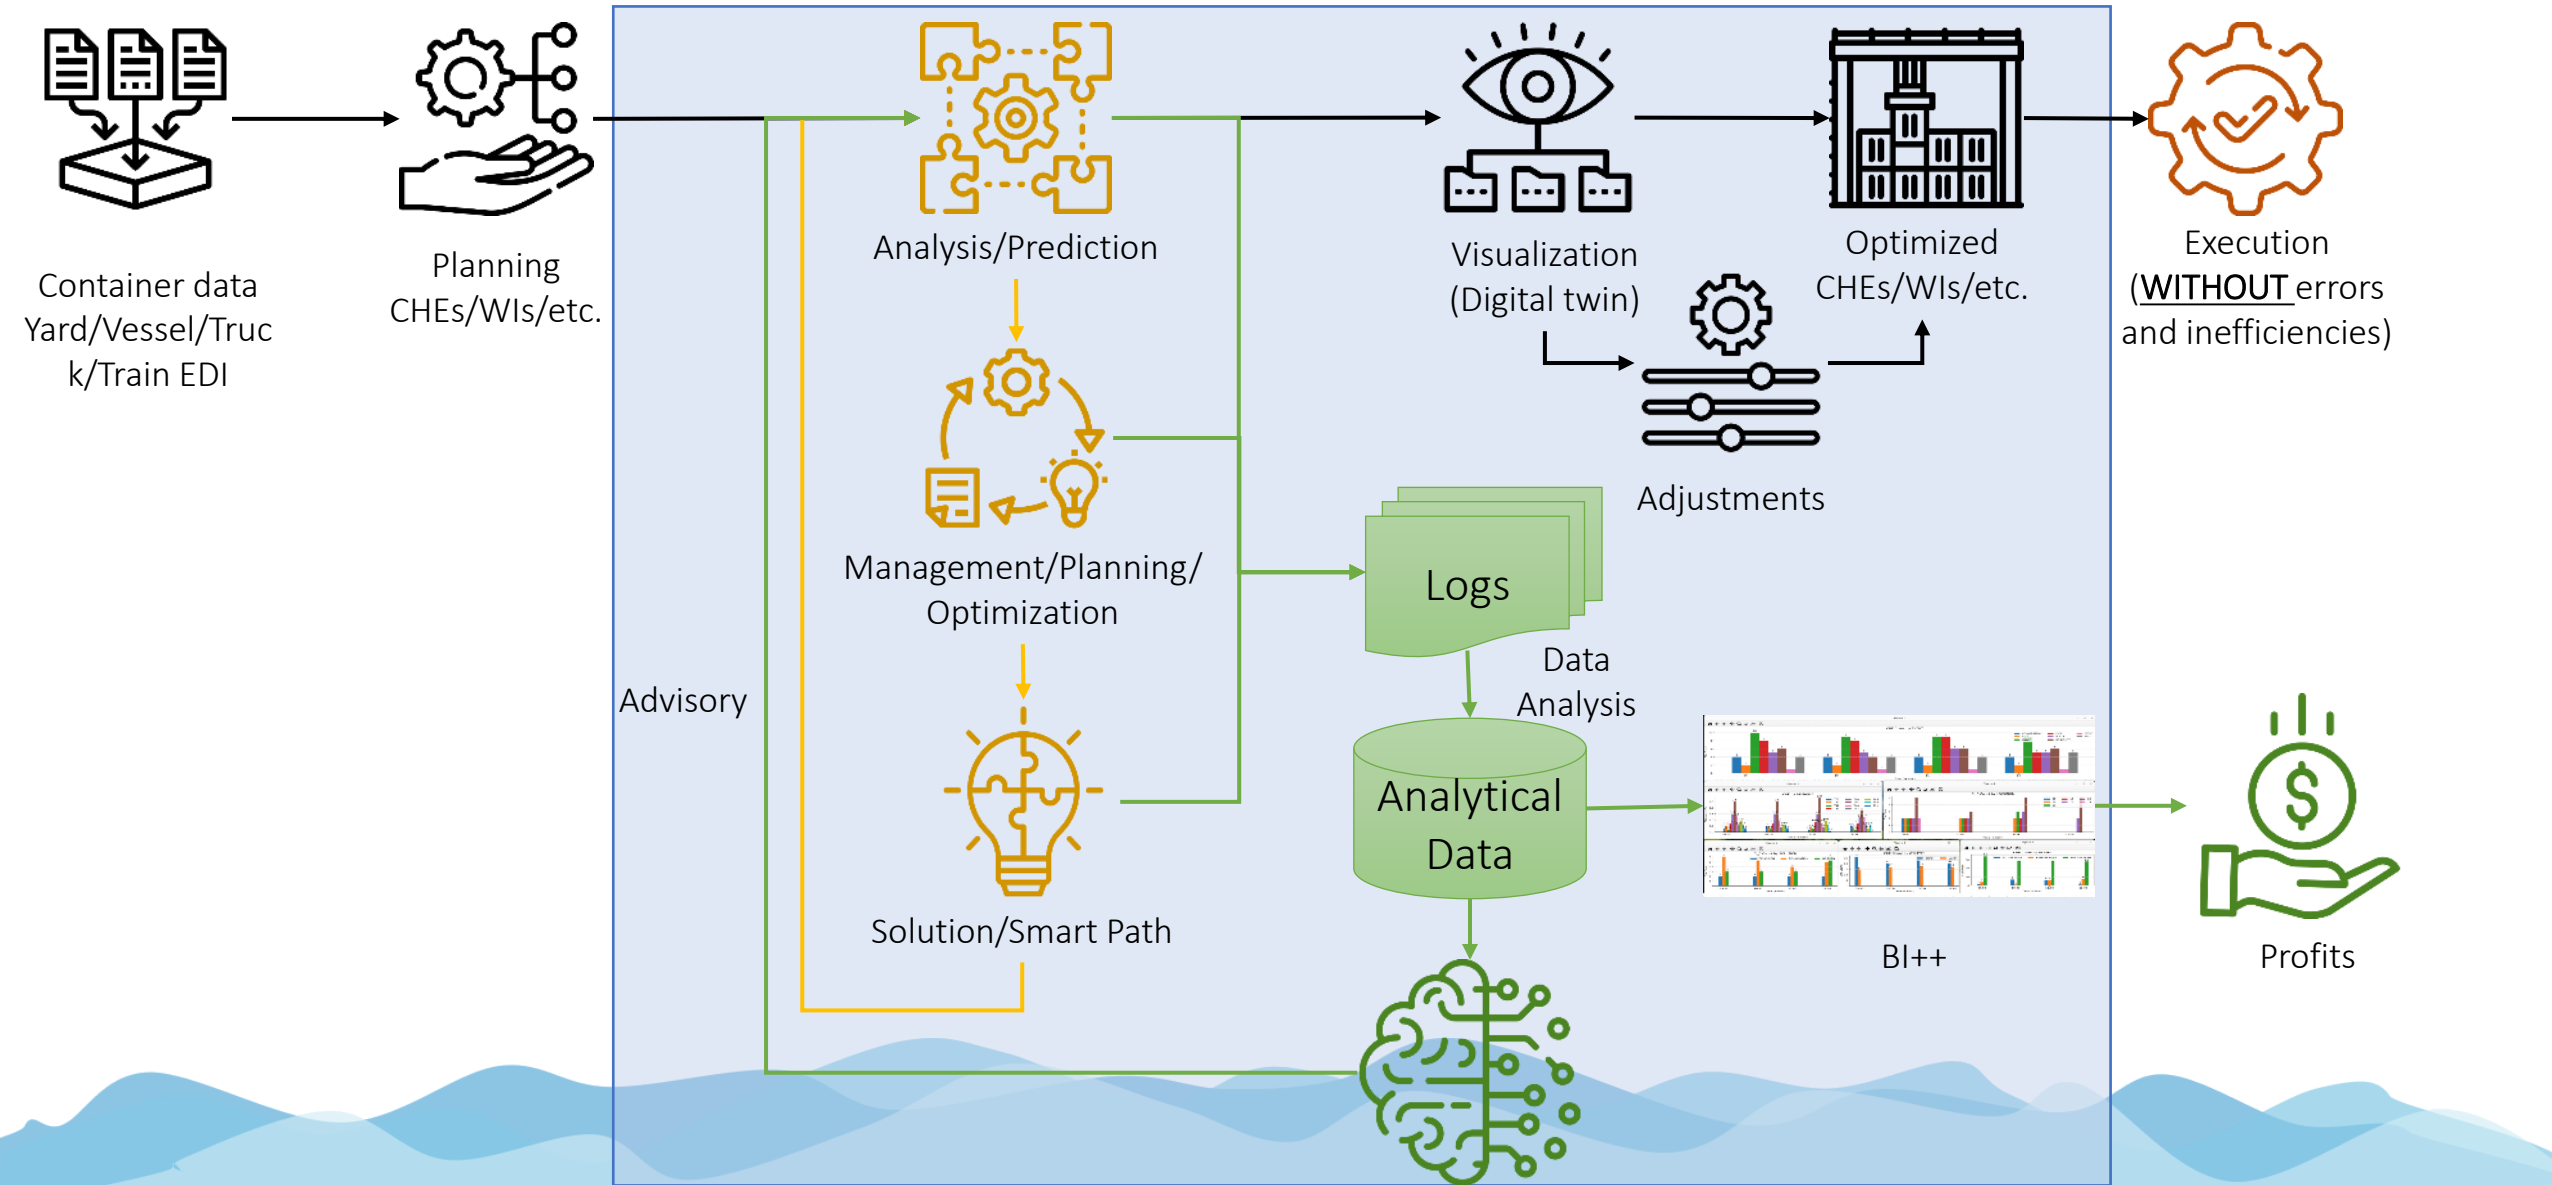 Container data
Yard/Vessel/Truc
k/Train EDI
Planning
CHEs/WIs/etc.
Analysis/Prediction
Management/Planning/
Optimization
Solution/Smart Path
Advisory
Visualization
(Digital twin)
Adjustments
Optimized
CHEs/WIs/etc.
Execution
(WITHOUT errors
and inefficiencies)
Logs
Data
Analysis
Analytical
Data
BI++
Profits